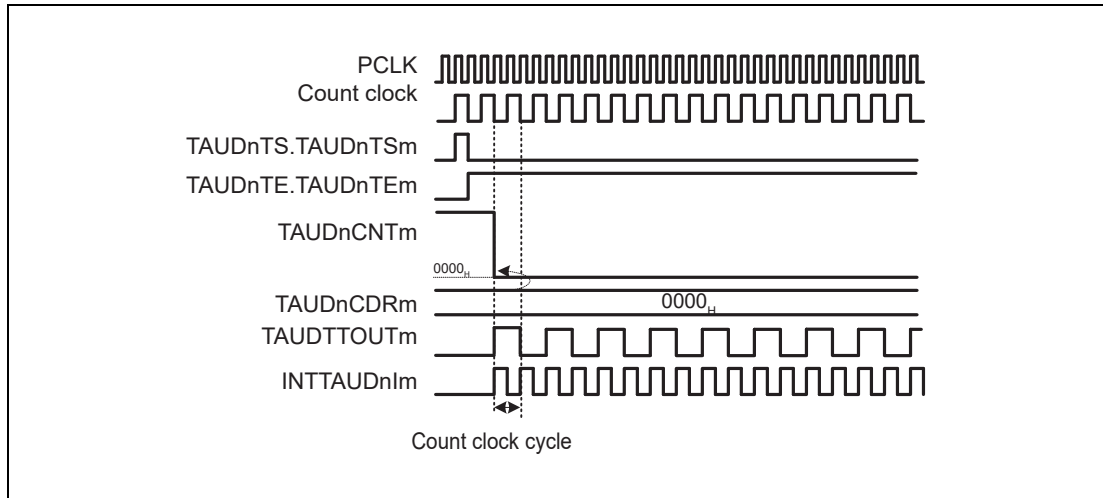 PCLK
Count clock
TAUDnTS.TAUDnTSm
TAUDnTE.TAUDnTEm
TAUDnCNTm
0000H
TAUDnCDRm
0000H
TAUDTTOUTm
INTTAUDnIm
Count clock cycle